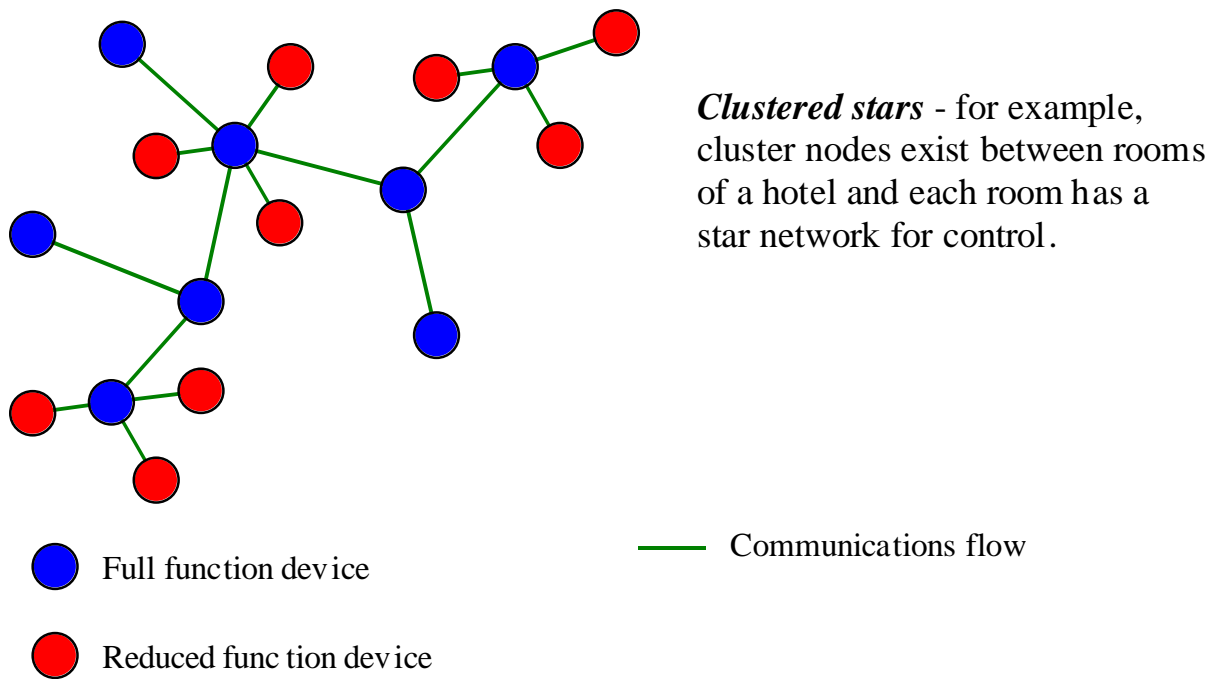 Clustered stars - for example,
cluster nodes exist between rooms
of a hotel and each room has a
star network for control.
Communications flow
Full function device
Reduced function device